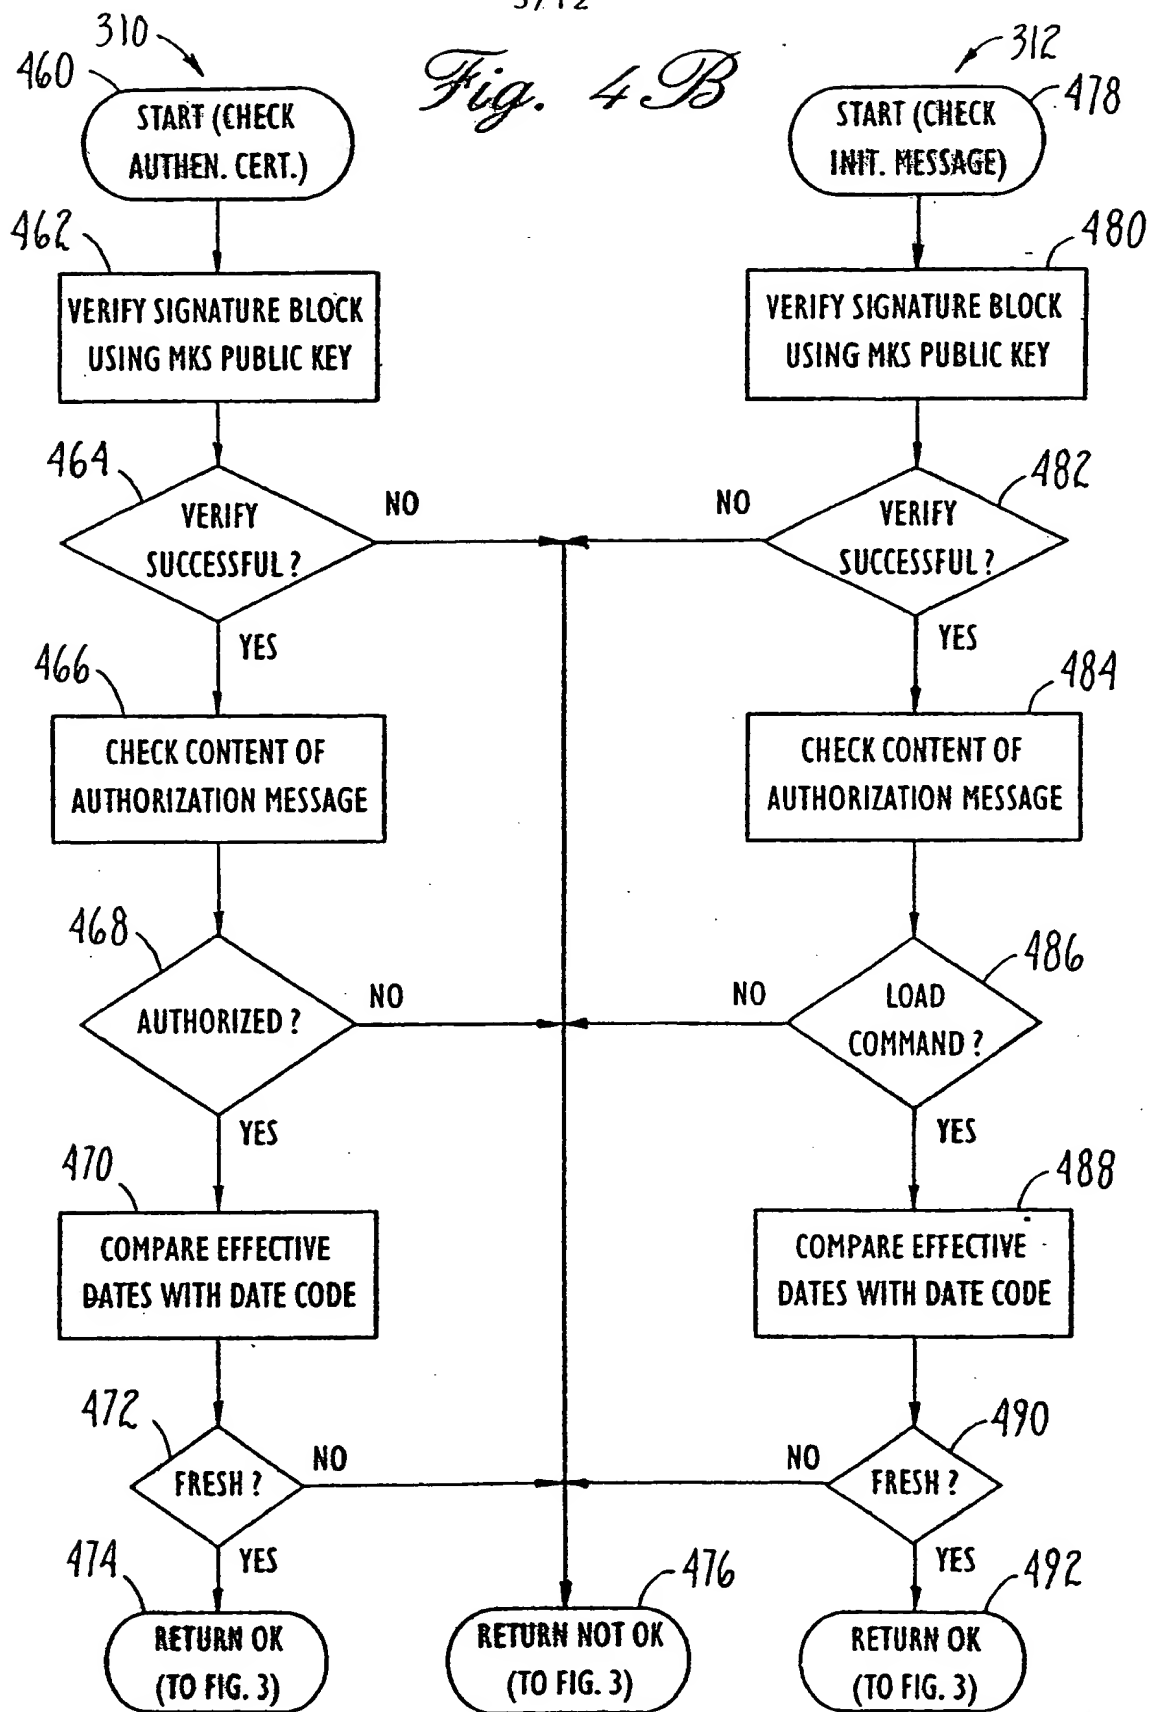 310
460
Fig. 4B
312
478
START (CHECK
AUTHEN. CERT.)
START (CHECK
INIT. MESSAGE)
462
480
VERIFY SIGNATURE BLOCK
USING MKS PUBLIC KEY
VERIFY SIGNATURE BLOCK
USING MKS PUBLIC KEY
464
482
VERIFY
SUCCESSFUL ?
NO
NO
VERIFY
SUCCESSFUL ?
YES
YES
466
484
CHECK CONTENT OF
AUTHORIZATION MESSAGE
CHECK CONTENT OF
AUTHORIZATION MESSAGE
468
486
AUTHORIZED ?
NO
NO
LOAD
COMMAND ?
YES
YES
470
488
COMPARE EFFECTIVE
DATES WITH DATE CODE
COMPARE EFFECTIVE
DATES WITH DATE CODE
472
490
FRESH ?
NO
NO
FRESH ?
YES
YES
474
476
492
RETURN OK
(TO FIG. 3)
RETURN NOT OK
(TO FIG. 3)
RETURN OK
(TO FIG. 3)